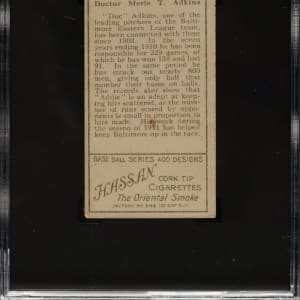 Doctor Merle T. Adkins
"Doc" Adkins, one of the
leading pitchers of the Balti-
more Eastern League team,
has been connected with them
since 1903. In the seven
years ending 1910 he has been
responsible for 229 games, of
which he has won 138 and lost
91. In the same period he
has struck out nearly 800
men, giving only half that
number their bases on balls.
The records also show that
"Addie" is an adept at keep-
ing hits scattered, as the num-
ber of runs scored by oppo-
nents is small in proportion to
hits made. His work
the season of 1911 has helped
keep Baltimore up in the race.
BASE BALL SERIES 400 DESIGNS
HASSAN
CORK TIP
CIGARETTES
The Oriental Smoke
FACTORY No